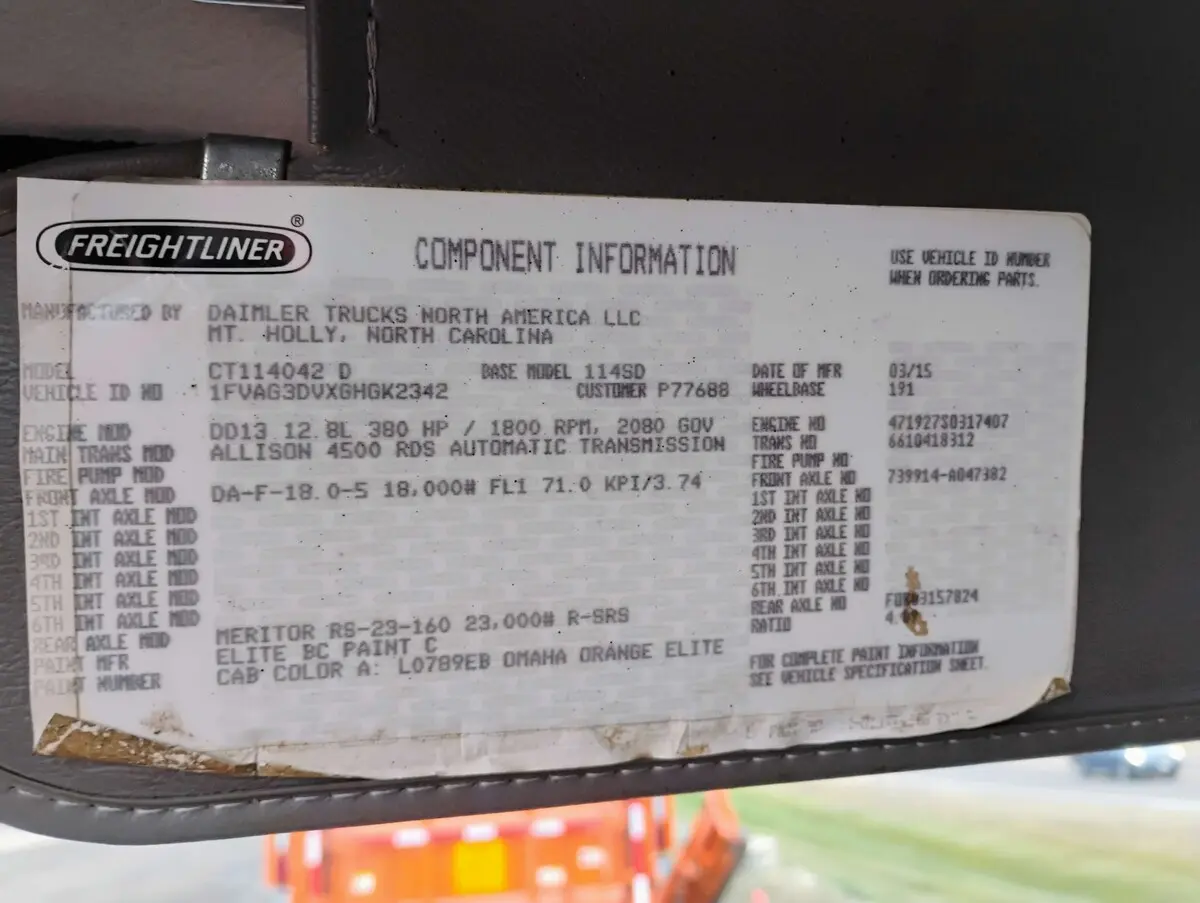 FREIGHTLINER®
COMPONENT INFORMATION
USE VEHICLE ID NUMBER
WHEN ORDERING PARTS.
MANUFACTURED BY DAIMLER TRUCKS NORTH AMERICA LLC
MT. HOLLY, NORTH CAROLINA
MODEL CT114042 D BASE MODEL 114SD DATE OF MFR 03/15
VEHICLE ID NO 1FVAG3DVXGHGK2342 CUSTOMER P77688 WHEELBASE 191
ENGINE MOD DD13 12.8L 380 HP / 1800 RPM, 2080 GOV ENGINE NO 471927S0317407
MAIN TRANS MOD ALLISON 4500 RDS AUTOMATIC TRANSMISSION TRANS NO 6610418312
FIRE PUMP MOD FIRE PUMP NO
FRONT AXLE MOD DA-F-18.0-5 18,000# FL1 71.0 KPI/3.74 FRONT AXLE NO 739914-A047382
1ST INT AXLE MOD 1ST INT AXLE NO
2ND INT AXLE MOD 2ND INT AXLE NO
3RD INT AXLE MOD 3RD INT AXLE NO
4TH INT AXLE MOD 4TH INT AXLE NO
5TH INT AXLE MOD 5TH INT AXLE NO
6TH INT AXLE MOD 6TH INT AXLE NO
REAR AXLE MOD MERITOR RS-23-160 23,000# R-SRS REAR AXLE NO
PAINT MFR ELITE BC PAINT C RATIO
PAINT NUMBER CAB COLOR A: L0789EB OMAHA ORANGE ELITE
FOR COMPLETE PAINT INFORMATION
SEE VEHICLE SPECIFICATION SHEET.